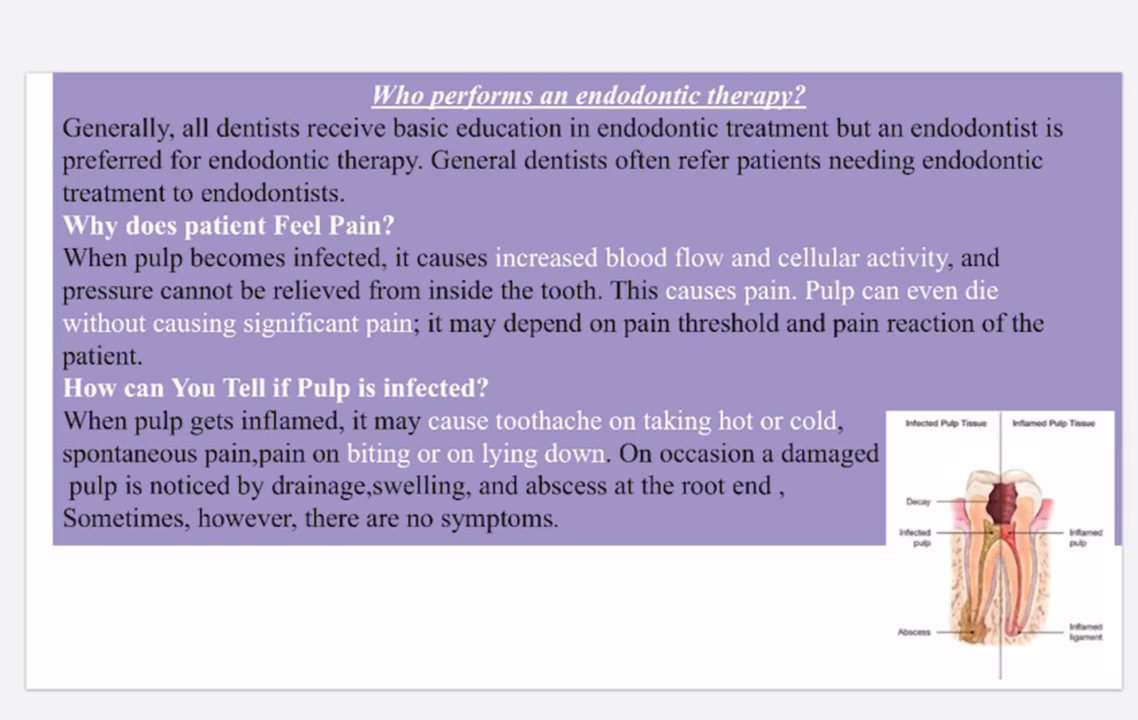 Who performs an endodontic therapy?
Generally, all dentists receive basic education in endodontic treatment but an endodontist is
preferred for endodontic therapy. General dentists often refer patients needing endodontic
treatment to endodontists.
Why does patient Feel Pain?
When pulp becomes infected, it causes increased blood flow and cellular activity, and
pressure cannot be relieved from inside the tooth. This causes pain. Pulp can even die
without causing significant pain; it may depend on pain threshold and pain reaction of the
patient.
How can You Tell if Pulp is infected?
When pulp gets inflamed, it may cause toothache on taking hot or cold,
spontaneous pain,pain on biting or on lying down. On occasion a damaged
pulp is noticed by drainage,swelling, and abscess at the root end ,
Sometimes, however, there are no symptoms.
Infected Pulp Tissue
Inflamed Pulp Tissue
Decay
Infected
pulp
Inflamed
pulp
Abscess
Inflamed
ligament